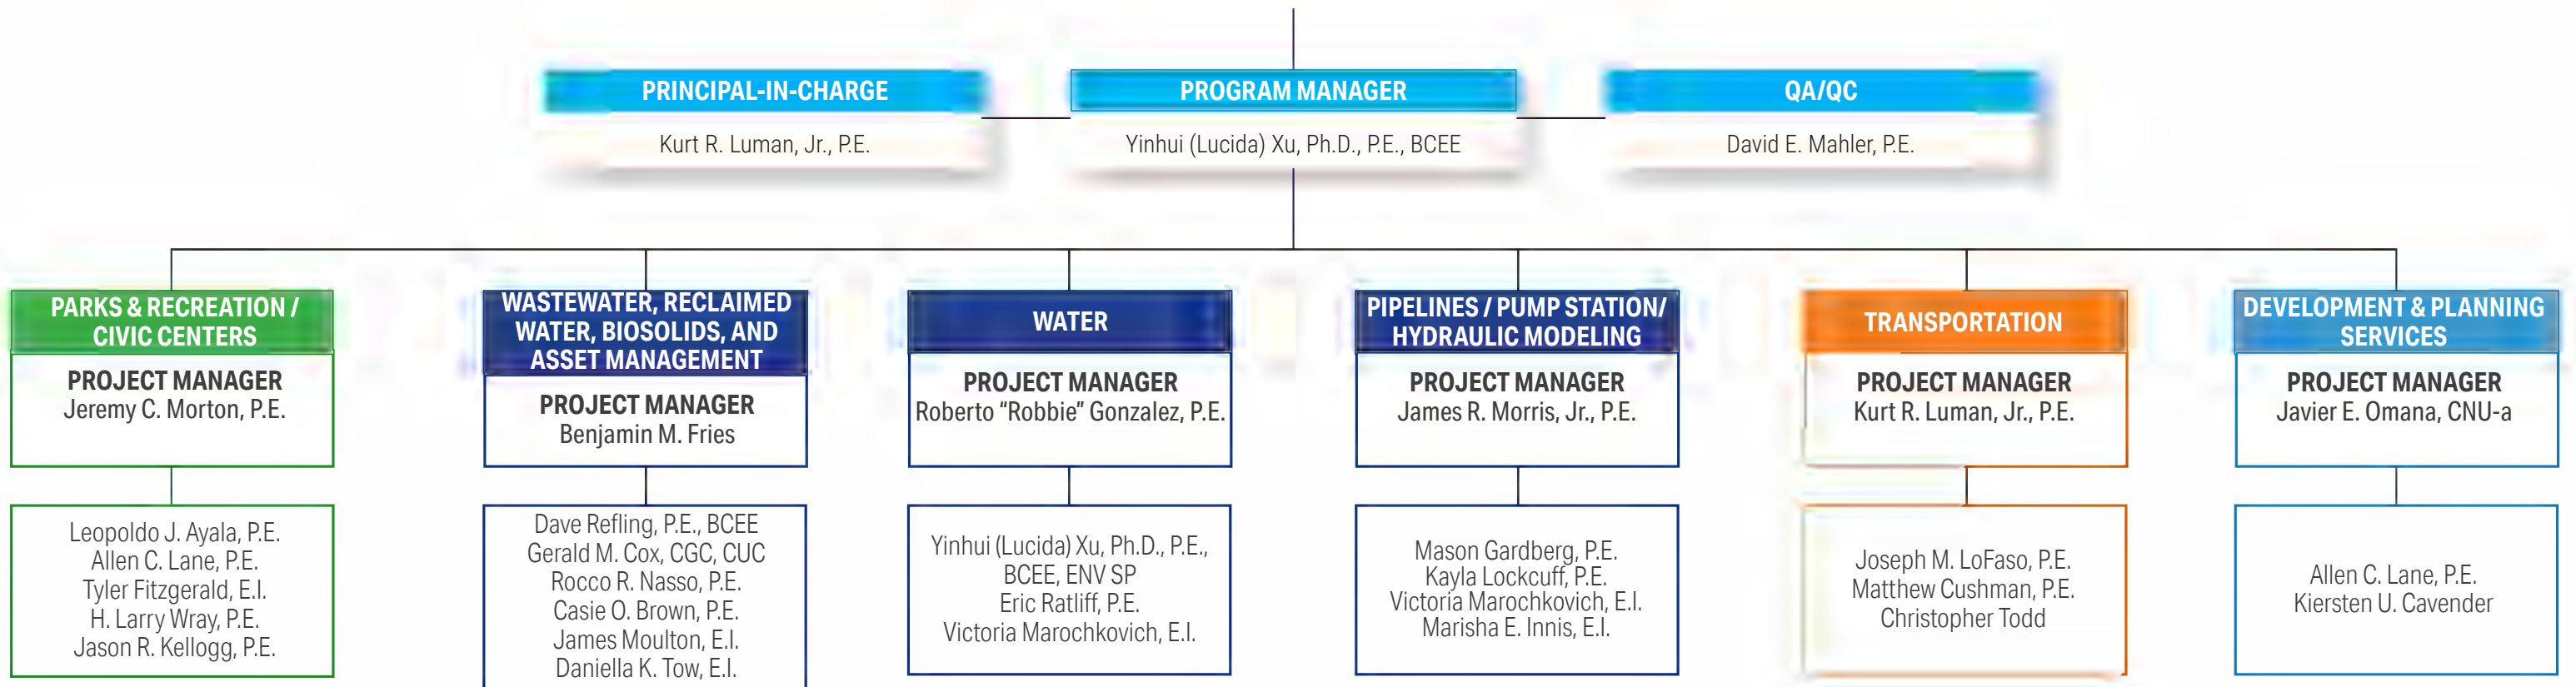 PRINCIPAL-IN-CHARGE
Kurt R. Luman, Jr., P.E.
PROGRAM MANAGER
Yinhui (Lucida) Xu, Ph.D., P.E., BCEE
QA/QC
David E. Mahler, P.E.
PARKS & RECREATION /
CIVIC CENTERS
PROJECT MANAGER
Jeremy C. Morton, P.E.
Leopoldo J. Ayala, P.E.
Allen C. Lane, P.E.
Tyler Fitzgerald, E.I.
H. Larry Wray, P.E.
Jason R. Kellogg, P.E.
WASTEWATER, RECLAIMED
WATER, BIOSOLIDS, AND
ASSET MANAGEMENT
PROJECT MANAGER
Benjamin M. Fries
Dave Refling, P.E., BCEE
Gerald M. Cox, CGC, CUC
Rocco R. Nasso, P.E.
Casie O. Brown, P.E.
James Moulton, E.I.
Daniella K. Tow, E.I.
WATER
PROJECT MANAGER
Roberto “Robbie” Gonzalez, P.E.
Yinhui (Lucida) Xu, Ph.D., P.E.,
BCEE, ENV SP
Eric Ratliff, P.E.
Victoria Marochkovich, E.I.
PIPELINES / PUMP STATION/
HYDRAULIC MODELING
PROJECT MANAGER
James R. Morris, Jr., P.E.
Mason Gardberg, P.E.
Kayla Lockcuff, P.E.
Victoria Marochkovich, E.I.
Marisha E. Innis, E.I.
TRANSPORTATION
PROJECT MANAGER
Kurt R. Luman, Jr., P.E.
Joseph M. LoFaso, P.E.
Matthew Cushman, P.E.
Christopher Todd
DEVELOPMENT & PLANNING
SERVICES
PROJECT MANAGER
Javier E. Omana, CNU-a
Allen C. Lane, P.E.
Kiersten U. Cavender